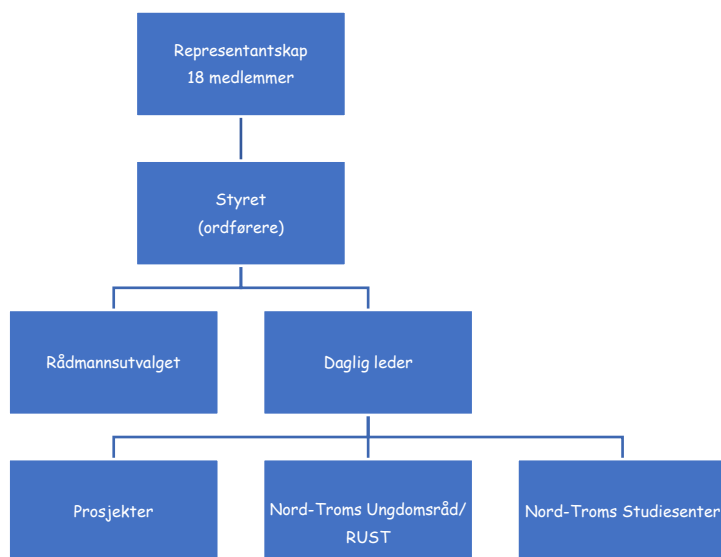 Representantskap
18 medlemmer
Styret
(ordførere)
Rådmannsutvalget
Daglig leder
Prosjekter
Nord-Troms Ungdomsråd/
RUST
Nord-Troms Studiesenter